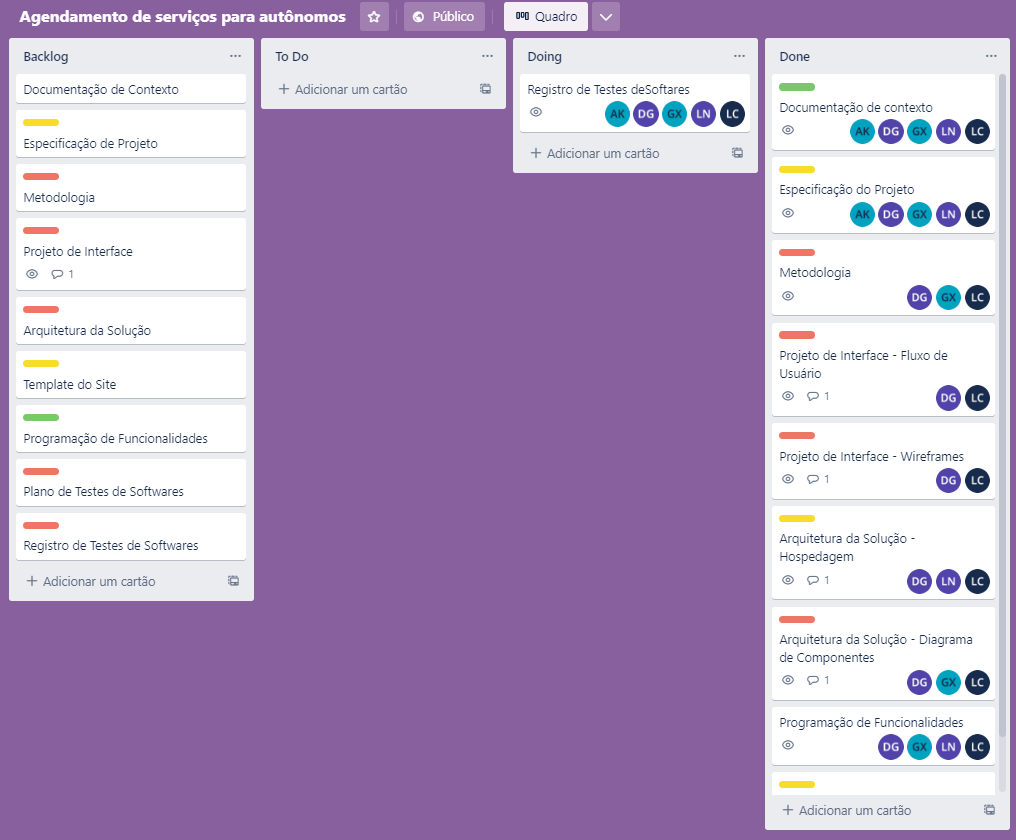 Agendamento de serviços para autônomos
Público
Quadro
Backlog
Documentação de Contexto
Especificação de Projeto
Metodologia
Projeto de Interface
1
Arquitetura da Solução
Template do Site
Programação de Funcionalidades
Plano de Testes de Softwares
Registro de Testes de Softwares
+ Adicionar um cartão
To Do
+ Adicionar um cartão
Doing
Registro de Testes deSoftares
AK DG GX LN LC
+ Adicionar um cartão
Done
Documentação de contexto
AK DG GX LN LC
Especificação do Projeto
AK DG GX LN LC
Metodologia
DG GX LC
Projeto de Interface - Fluxo de
Usuário
1 DG LC
Projeto de Interface - Wireframes
1 DG LC
Arquitetura da Solução -
Hospedagem
1 DG LN LC
Arquitetura da Solução - Diagrama
de Componentes
1 DG GX LC
Programação de Funcionalidades
DG GX LN LC
+ Adicionar um cartão